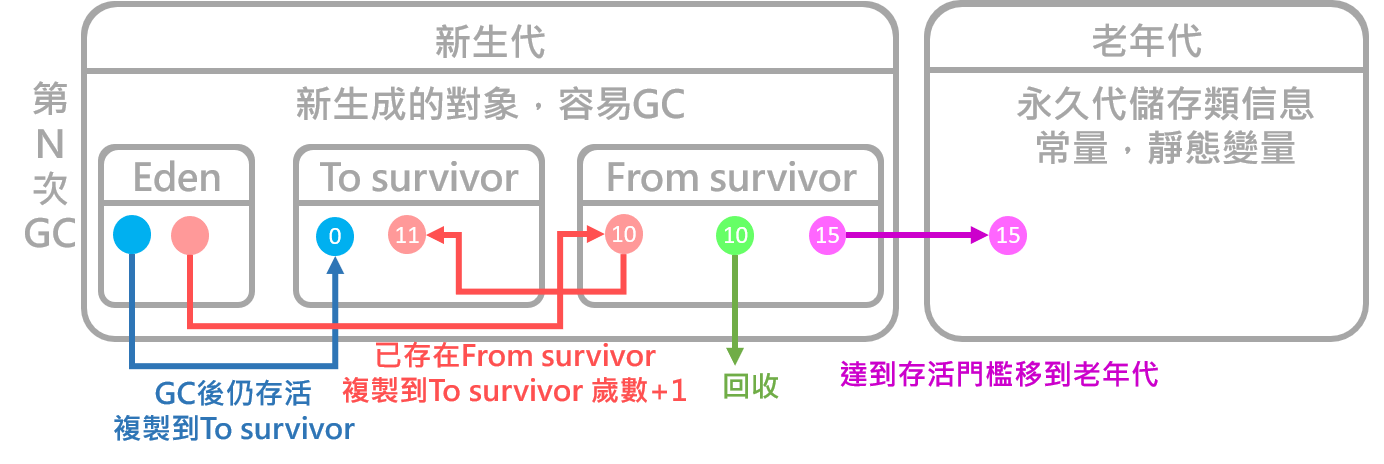 新生代
老年代
第
N
次
GC
新生成的對象，容易GC
永久代儲存類信息
常量，靜態變量
Eden
To survivor
From survivor
0
11
10
10
15
15
已存在From survivor
複製到To survivor 歲數+1
GC後仍存活
複製到To survivor
回收
達到存活門檻移到老年代